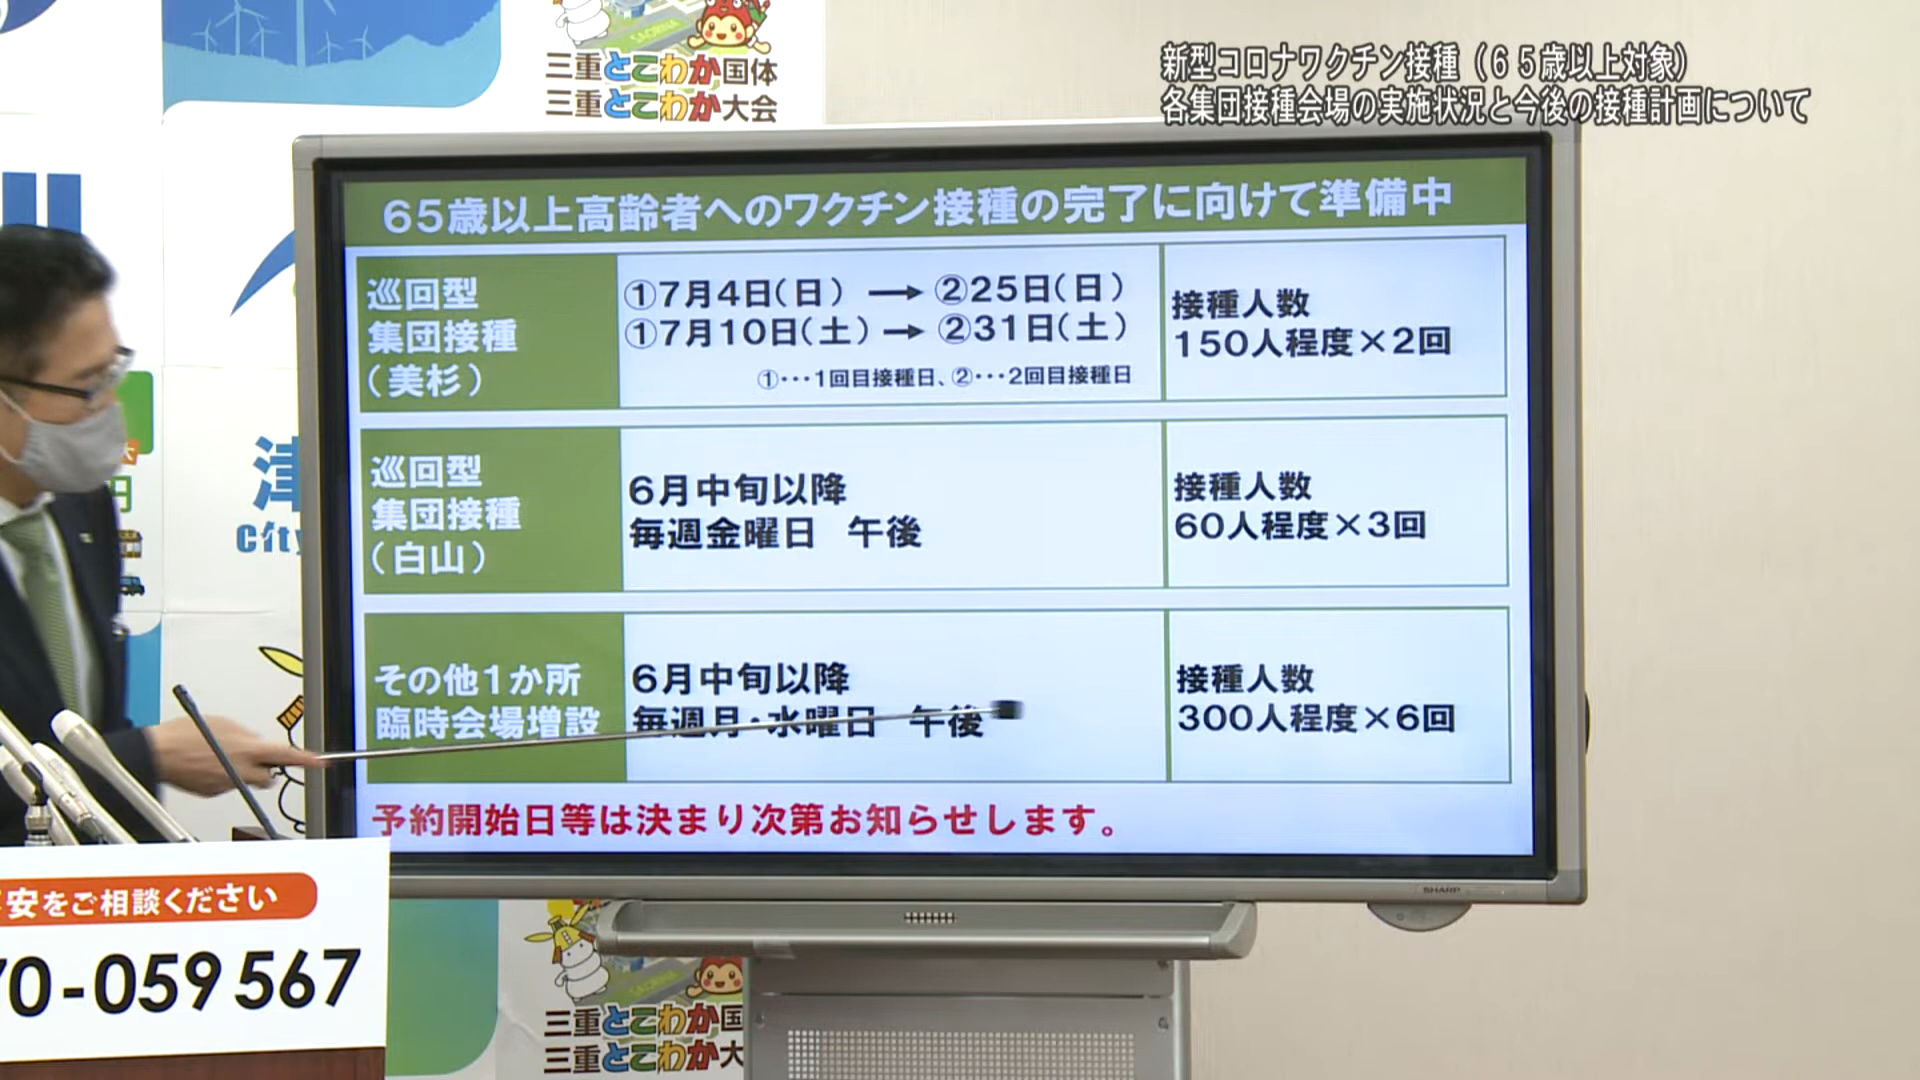 新型コロナワクチン接種（６５歳以上対象）
各集団接種会場の実施状況と今後の接種計画について
三重とこわか国体
三重とこわか大会
65歳以上高齢者へのワクチン接種の完了に向けて準備中
巡回型
集団接種
（美杉）
①7月4日（日） → ②25日（日）
①7月10日（土） → ②31日（土）
①･･･1回目接種日、②･･･2回目接種日
接種人数
150人程度×2回
巡回型
集団接種
（白山）
6月中旬以降
毎週金曜日 午後
接種人数
60人程度×3回
その他1か所
臨時会場増設
6月中旬以降
毎週月・水曜日 午後
接種人数
300人程度×6回
予約開始日等は決まり次第お知らせします。
SHARP
津
City
安をご相談ください
70-059 567
三重とこわか国
三重とこわか大